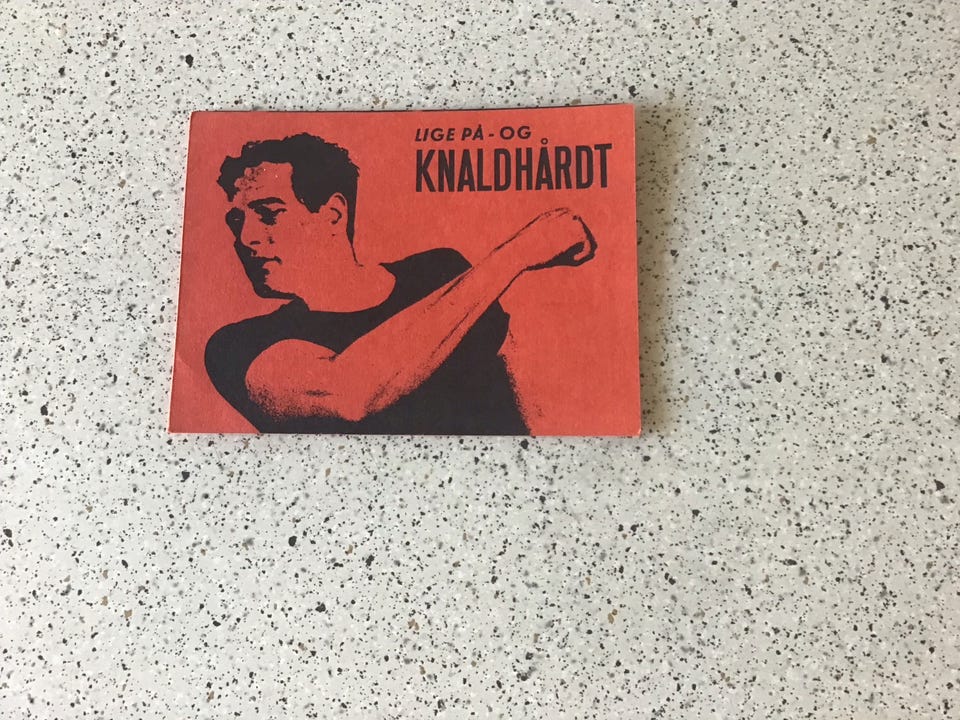 LIGE PÅ - OG
KNALDHÅRDT